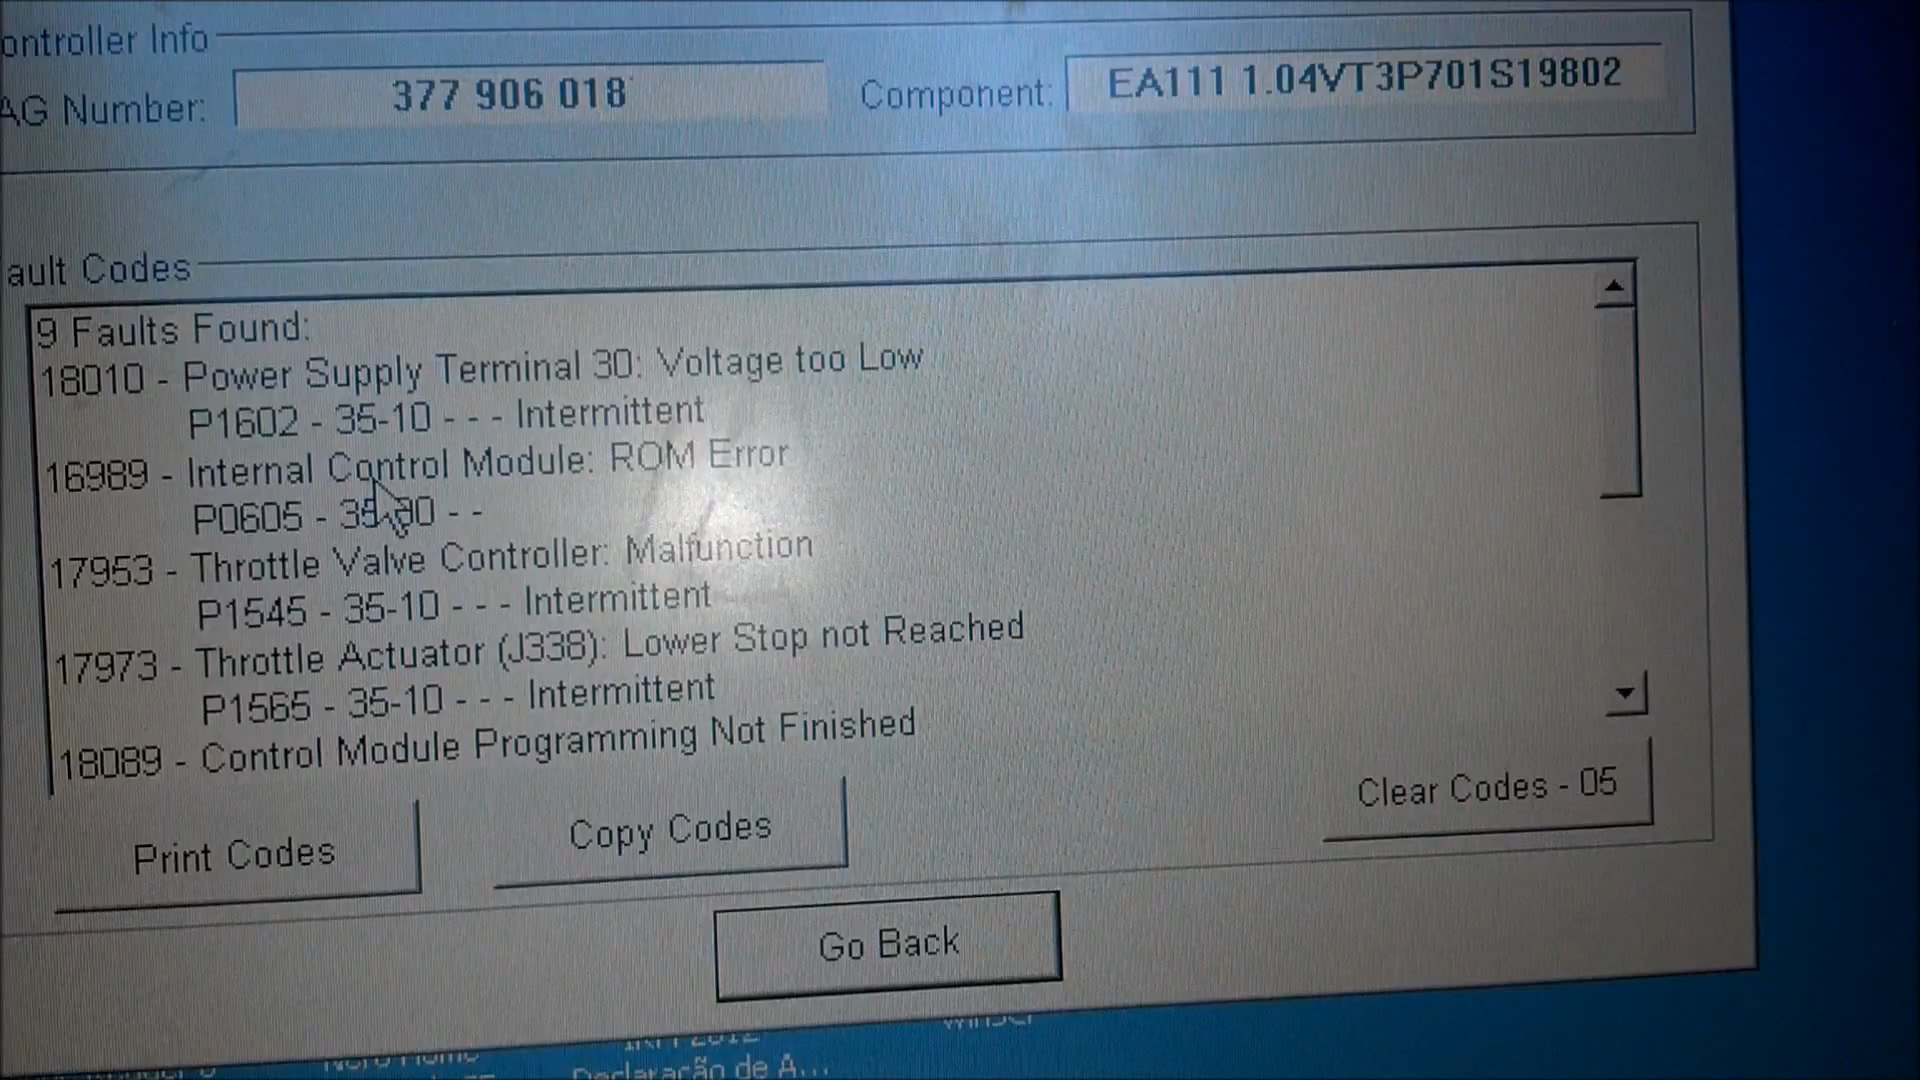 ontroller Info
AG Number:
377 906 018
Component:
EA111 1.04VT3P701S19802
ault Codes
9 Faults Found:
18010 - Power Supply Terminal 30: Voltage too Low
P1602 - 35-10 - - - Intermittent
16989 - Internal Control Module: ROM Error
P0605 - 35-00 - -
17953 - Throttle Valve Controller: Malfunction
P1545 - 35-10 - - - Intermittent
17973 - Throttle Actuator (J338): Lower Stop not Reached
P1565 - 35-10 - - - Intermittent
18089 - Control Module Programming Not Finished
Print Codes
Copy Codes
Clear Codes - 05
Go Back
Declaração de A...